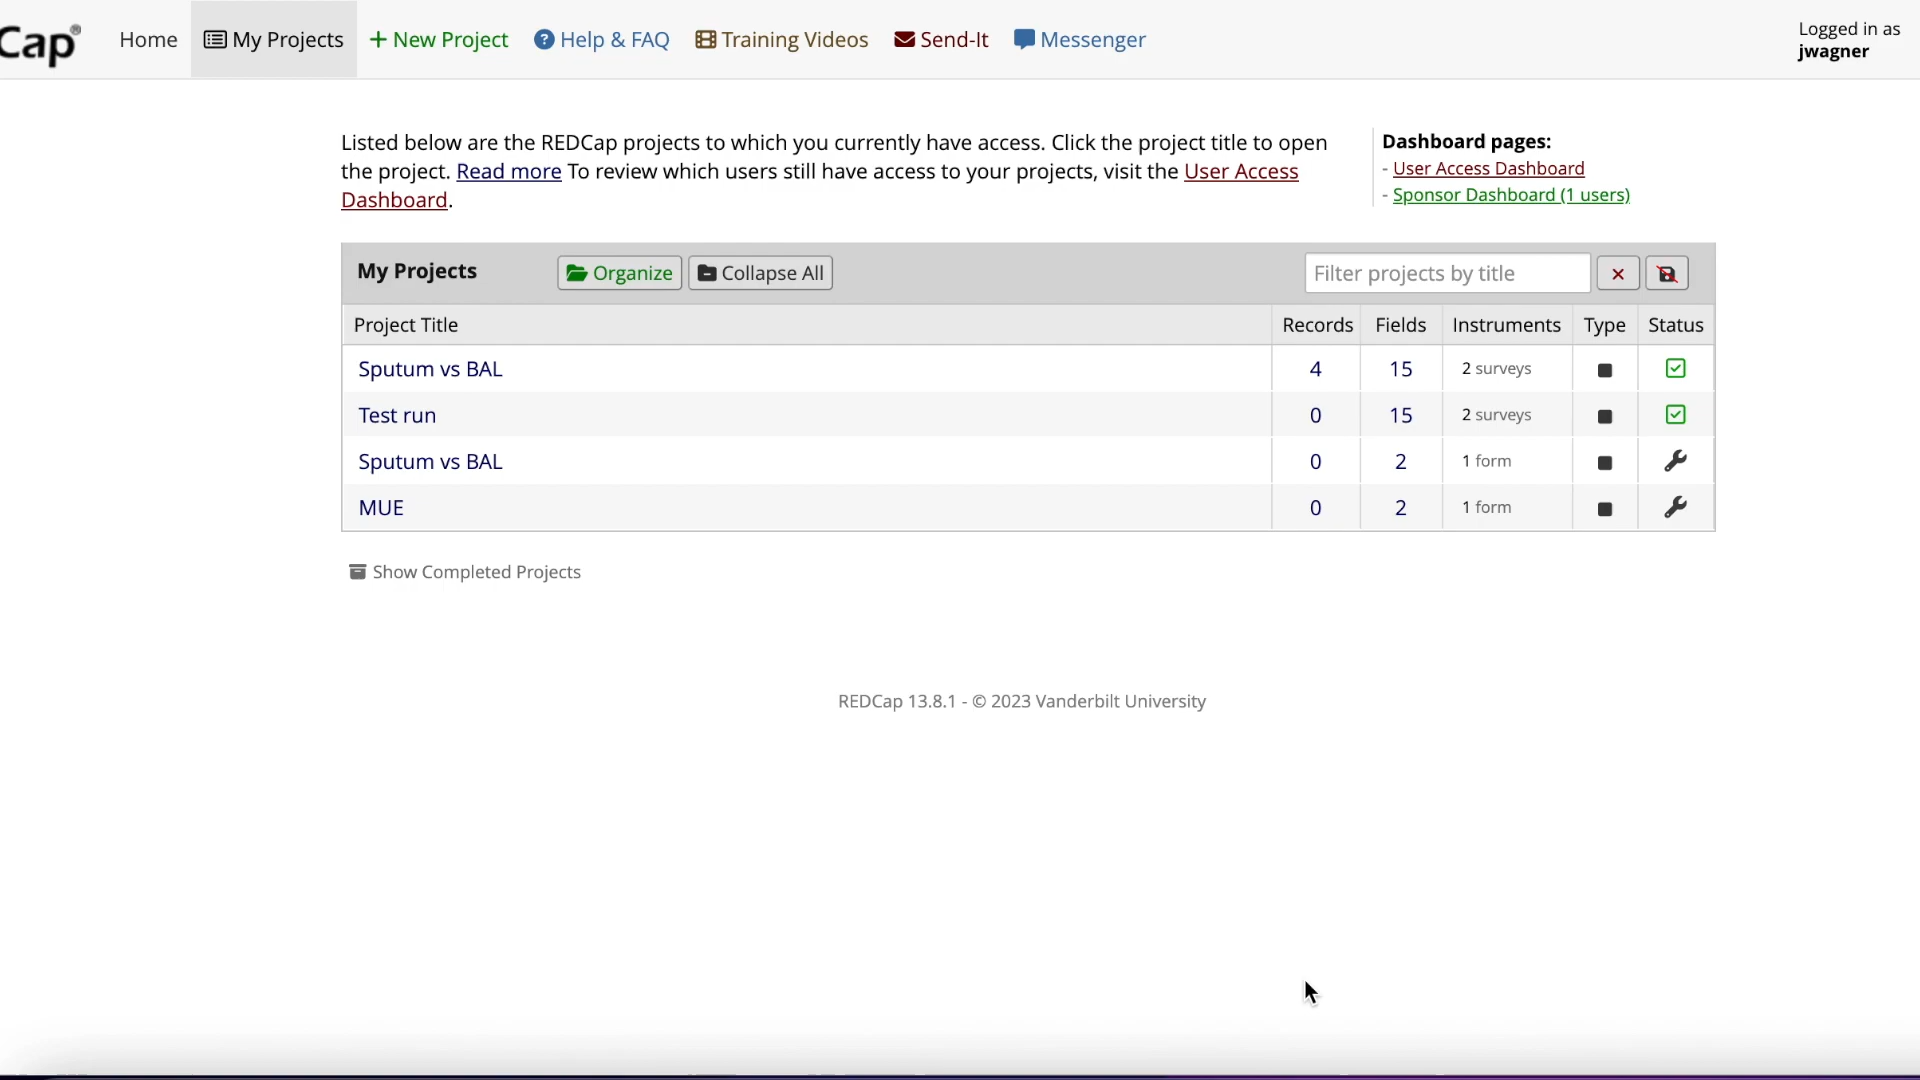 Cap®
Home My Projects + New Project ? Help & FAQ Training Videos Send-It Messenger
Logged in as
jwagner
Listed below are the REDCap projects to which you currently have access. Click the project title to open
the project. Read more To review which users still have access to your projects, visit the User Access
Dashboard.
Dashboard pages:
- User Access Dashboard
- Sponsor Dashboard (1 users)
My Projects Organize Collapse All Filter projects by title
Project Title Records Fields Instruments Type Status
Sputum vs BAL 4 15 2 surveys
Test run 0 15 2 surveys
Sputum vs BAL 0 2 1 form
MUE 0 2 1 form
Show Completed Projects
REDCap 13.8.1 - © 2023 Vanderbilt University